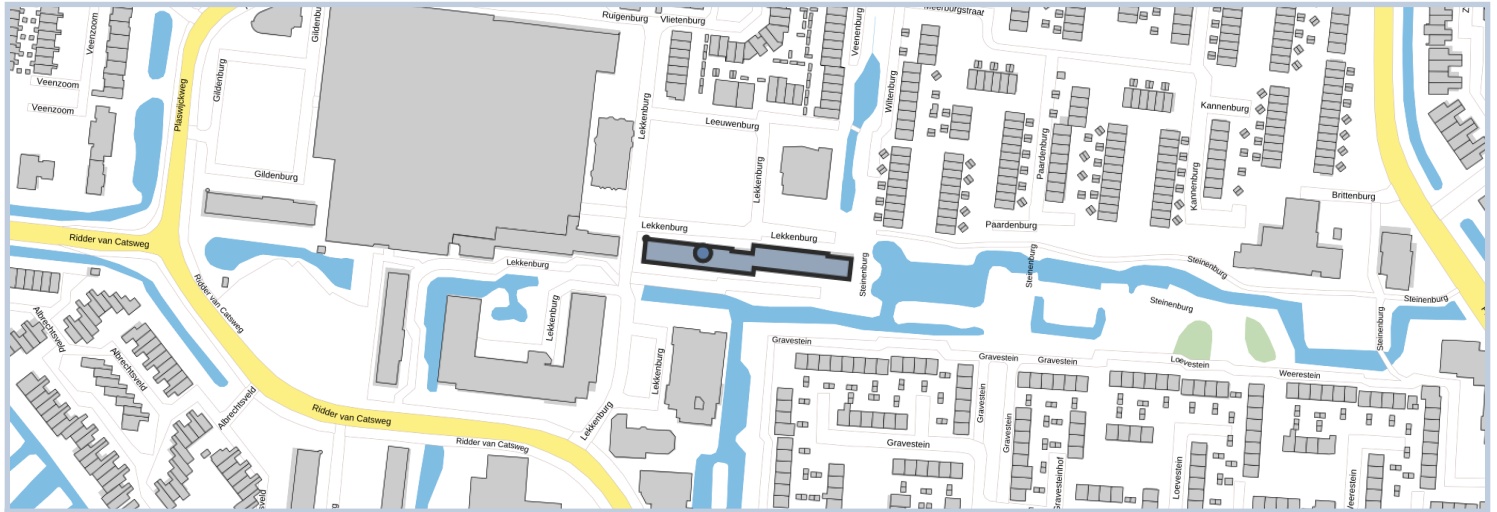 Veenzoom
Veenzoom
Veenzoom
Plaswijckweg
Gildenburg
Gildenburg
Gildenburg
Ruigenburg
Vlietenburg
Veenenburg
Meerburgstraat
Wiltenburg
Leeuwenburg
Lekkenburg
Lekkenburg
Kannenburg
Paardenburg
Kannenburg
Brittenburg
Paardenburg
Ridder van Catsweg
Lekkenburg
Lekkenburg
Lekkenburg
Steinenburg
Steinenburg
Steinenburg
Steinenburg
Steinenburg
Steinenburg
Ridder van Catsweg
Lekkenburg
Albrechtsveld
Albrechtsveld
Albrechtsveld
Gravestein
Gravestein
Gravestein
Loevestein
Weerestein
Lekkenburg
Lekkenburg
Gravestein
Gravestein
Gravestein
Ridder van Catsweg
Ridder van Catsweg
Gravesteinhof
Loevestein